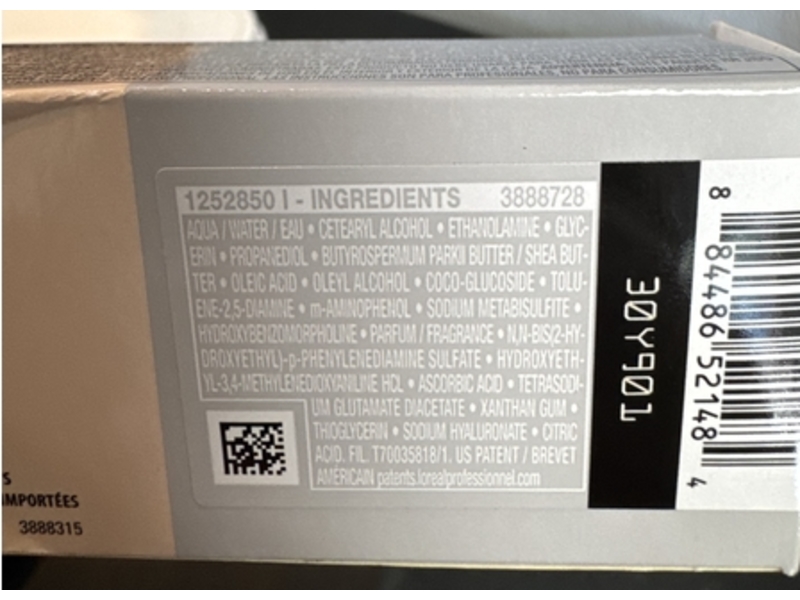 NO PARA CONSUMIDORES
1252850 I - INGREDIENTS 3888728
AQUA / WATER / EAU • CETEARYL ALCOHOL • ETHANOLAMINE • GLYC-
ERIN • PROPANEDIOL • BUTYROSPERMUM PARKII BUTTER / SHEA BUT-
TER • OLEIC ACID • OLEYL ALCOHOL • COCO-GLUCOSIDE • TOLU-
ENE-2,5-DIAMINE • m-AMINOPHENOL • SODIUM METABISULFITE •
HYDROXYBENZOMORPHOLINE • PARFUM / FRAGRANCE • N,N-BIS(2-HY-
DROXYETHYL)-p-PHENYLENEDIAMINE SULFATE • HYDROXYETH-
YL-3,4-METHYLENEDIOXYANILINE HCL • ASCORBIC ACID • TETRASODI-
UM GLUTAMATE DIACETATE • XANTHAN GUM •
THIOGLYCERIN • SODIUM HYALURONATE • CITRIC
ACID. FIL T70035818/1. US PATENT / BREVET
AMÉRICAIN patents.lorealprofessionnel.com
30Y901
8 84486 52148 4
S
IMPORTÉES
3888315